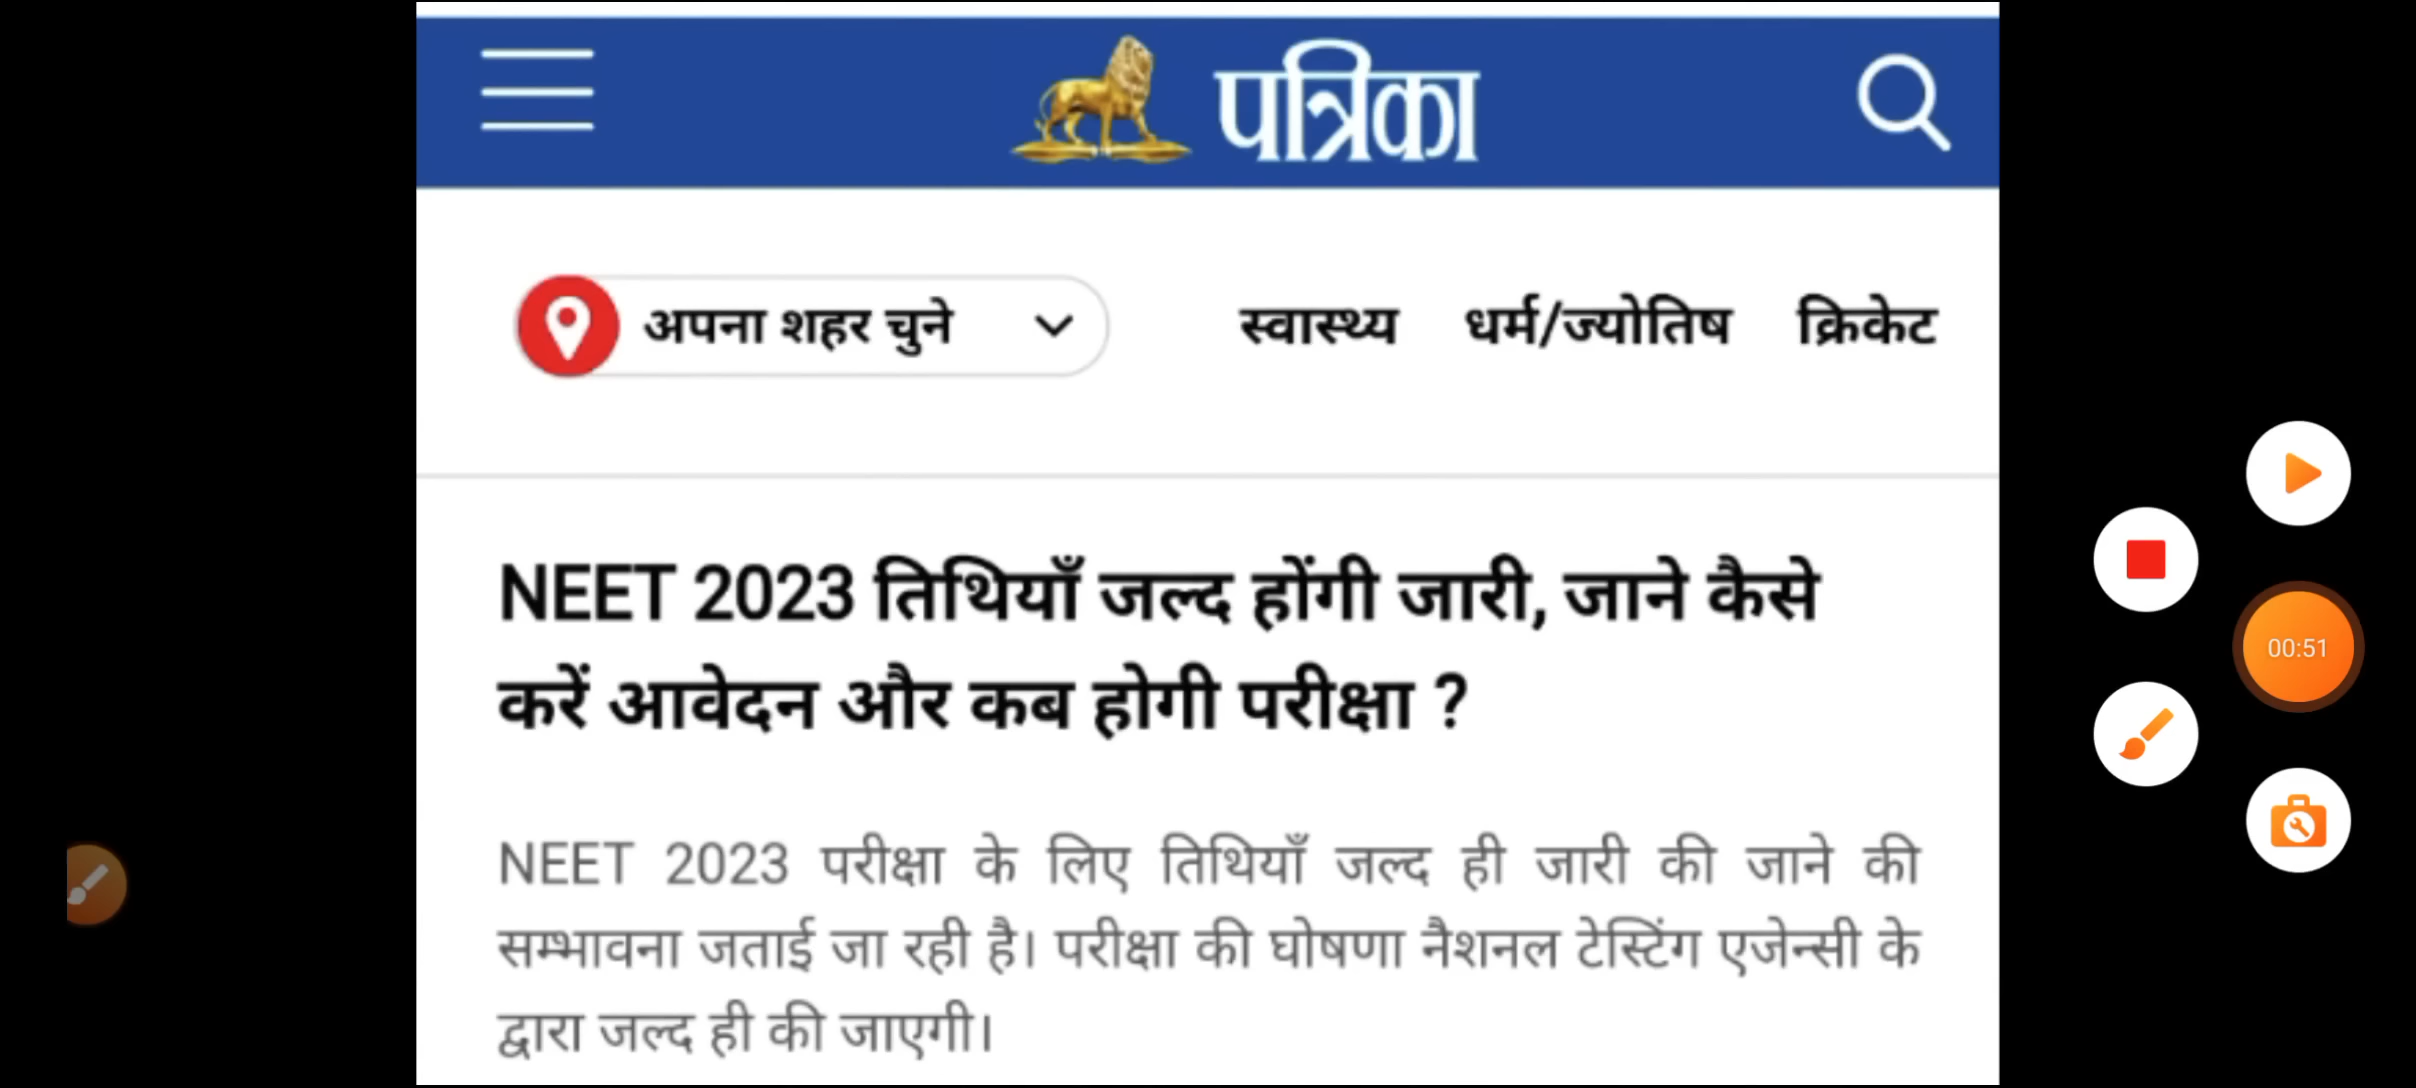 पत्रिका
अपना शहर चुने स्वास्थ्य धर्म/ज्योतिष क्रिकेट
NEET 2023 तिथियाँ जल्द होंगी जारी, जाने कैसे
करें आवेदन और कब होगी परीक्षा ?
00:51
NEET 2023 परीक्षा के लिए तिथियाँ जल्द ही जारी की जाने की
सम्भावना जताई जा रही है। परीक्षा की घोषणा नैशनल टेस्टिंग एजेन्सी के
द्वारा जल्द ही की जाएगी।